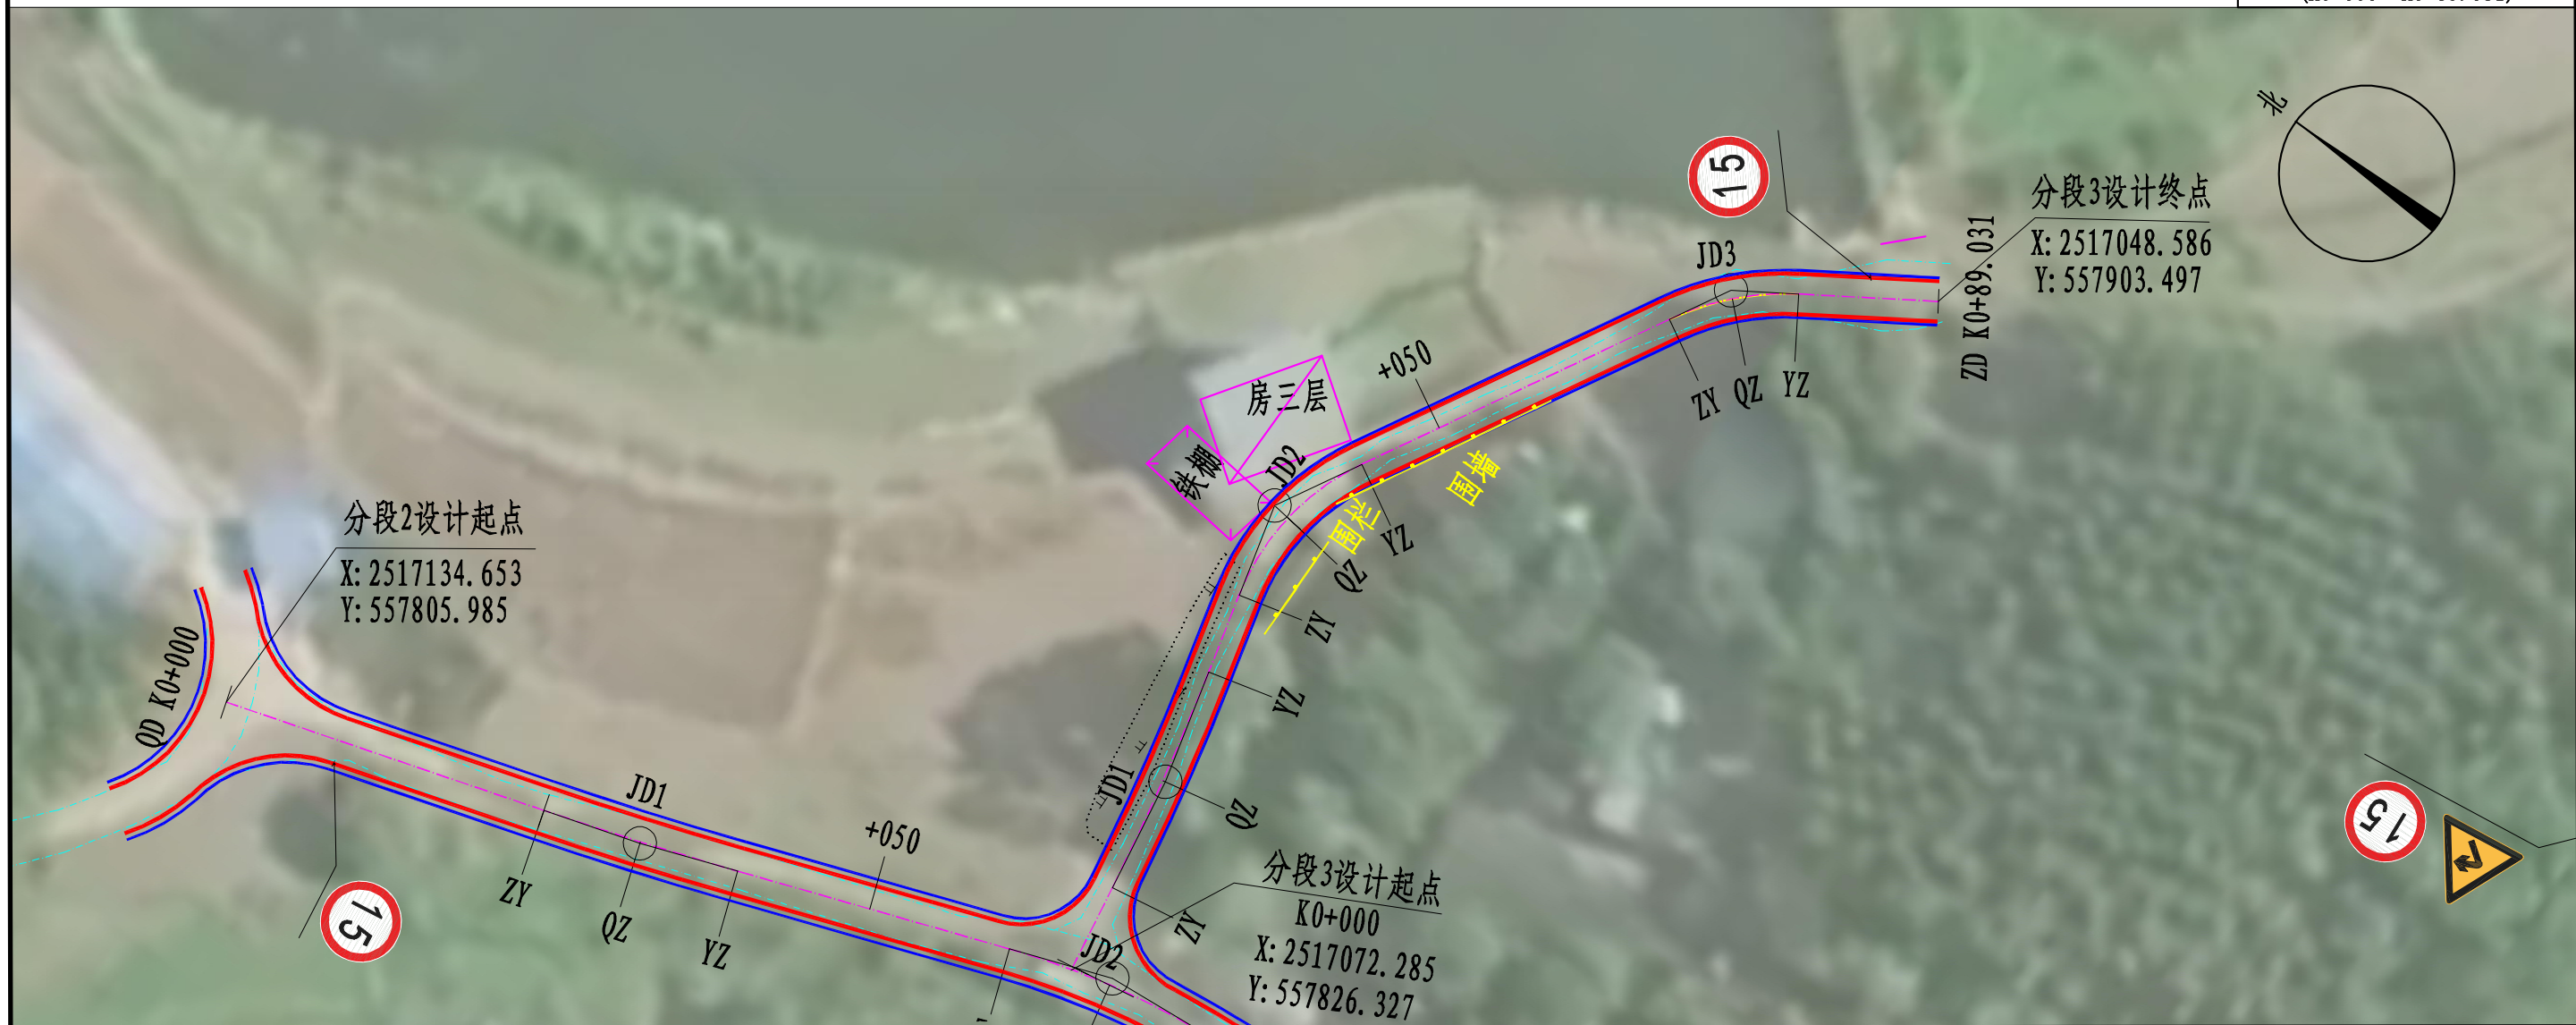 北
15
分段3设计终点
X: 2517048.586
Y: 557903.497
ZD K0+89.031
JD3
ZY
QZ
YZ
+050
房三层
铁棚
JD2
围墙
围栏
YZ
QZ
ZY
分段2设计起点
X: 2517134.653
Y: 557805.985
QD K0+000
YZ
JD1
QZ
JD1
+050
ZY
QZ
YZ
15
15
分段3设计起点
K0+000
X: 2517072.285
Y: 557826.327
ZY
JD2